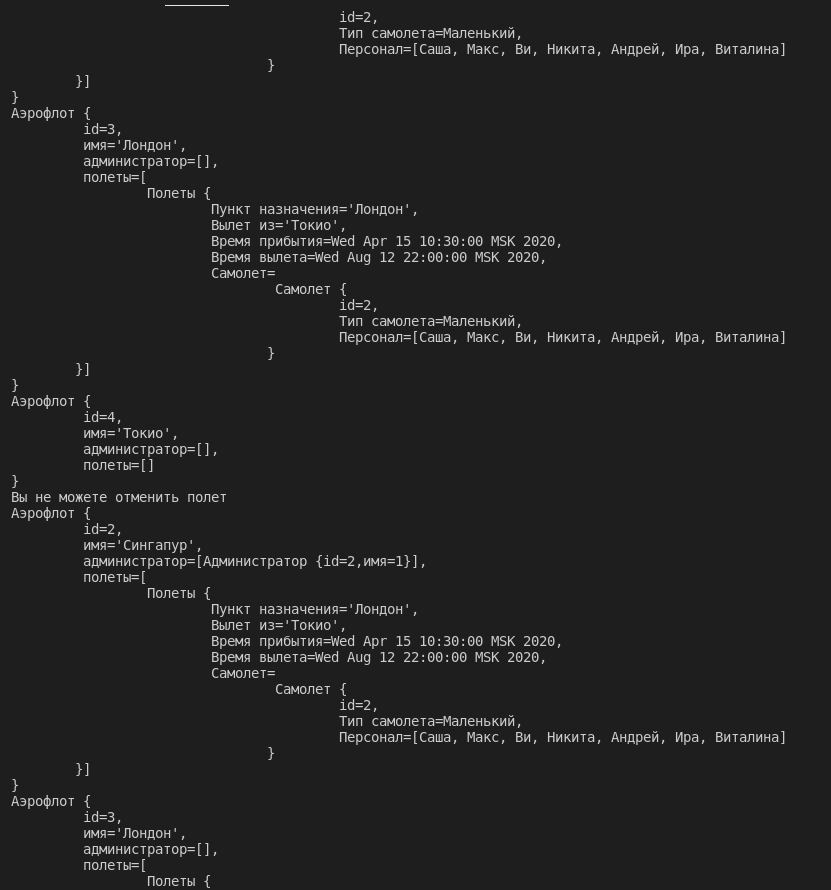 id=2,
Тип самолета=Маленький,
Персонал=[Саша, Макс, Ви, Никита, Андрей, Ира, Виталина]
}
}]
}
Аэрофлот {
id=3,
имя='Лондон',
администратор=[],
полеты=[
Полеты {
Пункт назначения='Лондон',
Вылет из='Токио',
Время прибытия=Wed Apr 15 10:30:00 MSK 2020,
Время вылета=Wed Aug 12 22:00:00 MSK 2020,
Самолет=
Самолет {
id=2,
Тип самолета=Маленький,
Персонал=[Саша, Макс, Ви, Никита, Андрей, Ира, Виталина]
}
}]
}
Аэрофлот {
id=4,
имя='Токио',
администратор=[],
полеты=[]
}
Вы не можете отменить полет
Аэрофлот {
id=2,
имя='Сингапур',
администратор=[Администратор {id=2,имя=1}],
полеты=[
Полеты {
Пункт назначения='Лондон',
Вылет из='Токио',
Время прибытия=Wed Apr 15 10:30:00 MSK 2020,
Время вылета=Wed Aug 12 22:00:00 MSK 2020,
Самолет=
Самолет {
id=2,
Тип самолета=Маленький,
Персонал=[Саша, Макс, Ви, Никита, Андрей, Ира, Виталина]
}
}]
}
Аэрофлот {
id=3,
имя='Лондон',
администратор=[],
полеты=[
Полеты {